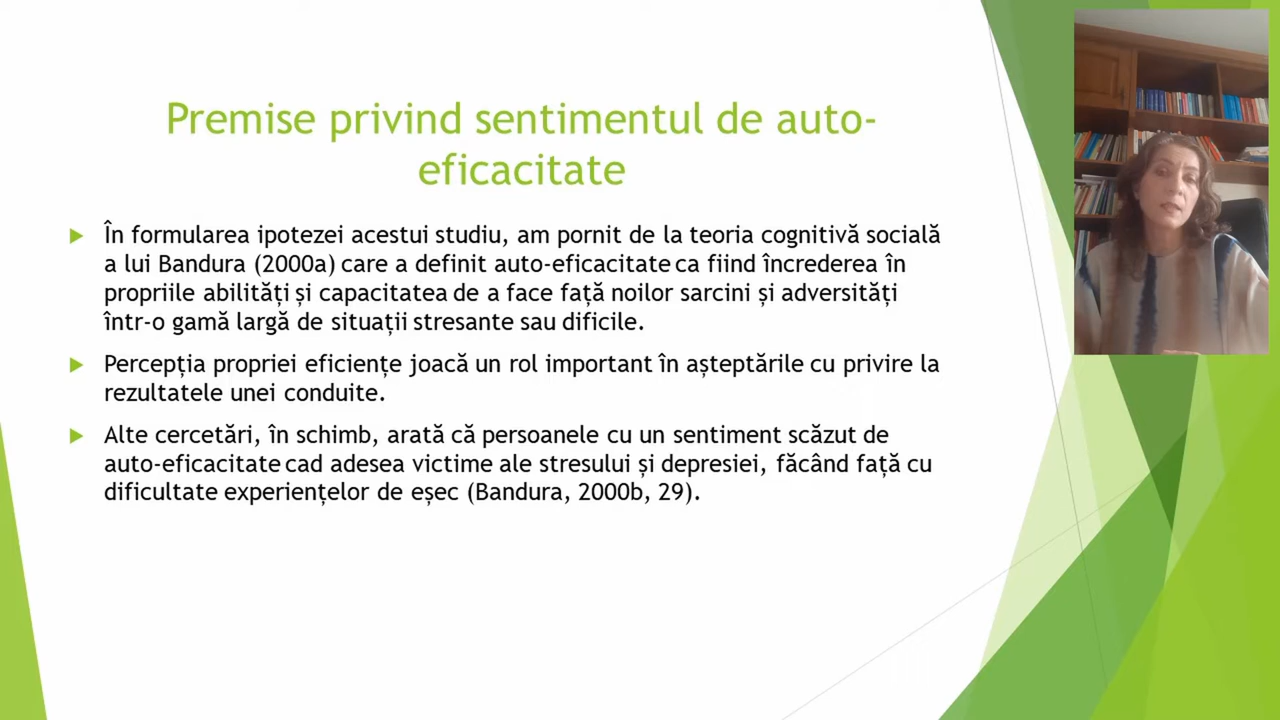 Premise privind sentimentul de auto-
eficacitate
În formularea ipotezei acestui studiu, am pornit de la teoria cognitivă socială
a lui Bandura (2000a) care a definit auto-eficacitate ca fiind încrederea în
propriile abilități și capacitatea de a face față noilor sarcini și adversități
într-o gamă largă de situații stresante sau dificile.
Percepția propriei eficiențe joacă un rol important în așteptările cu privire la
rezultatele unei conduite.
Alte cercetări, în schimb, arată că persoanele cu un sentiment scăzut de
auto-eficacitate cad adesea victime ale stresului și depresiei, făcând față cu
dificultate experiențelor de eșec (Bandura, 2000b, 29).